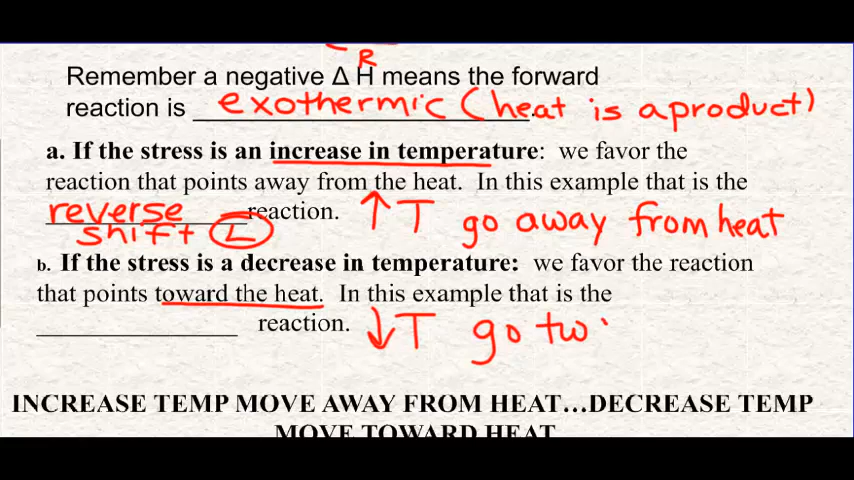 R
Remember a negative Δ H means the forward
reaction is exothermic (heat is a product).
a. If the stress is an increase in temperature: we favor the
reaction that points away from the heat. In this example that is the
reverse reaction. ↑ T go away from heat
shift L
b. If the stress is a decrease in temperature: we favor the reaction
that points toward the heat. In this example that is the
____________________ reaction. ↓ T go tw
INCREASE TEMP MOVE AWAY FROM HEAT…DECREASE TEMP
MOVE TOWARD HEAT